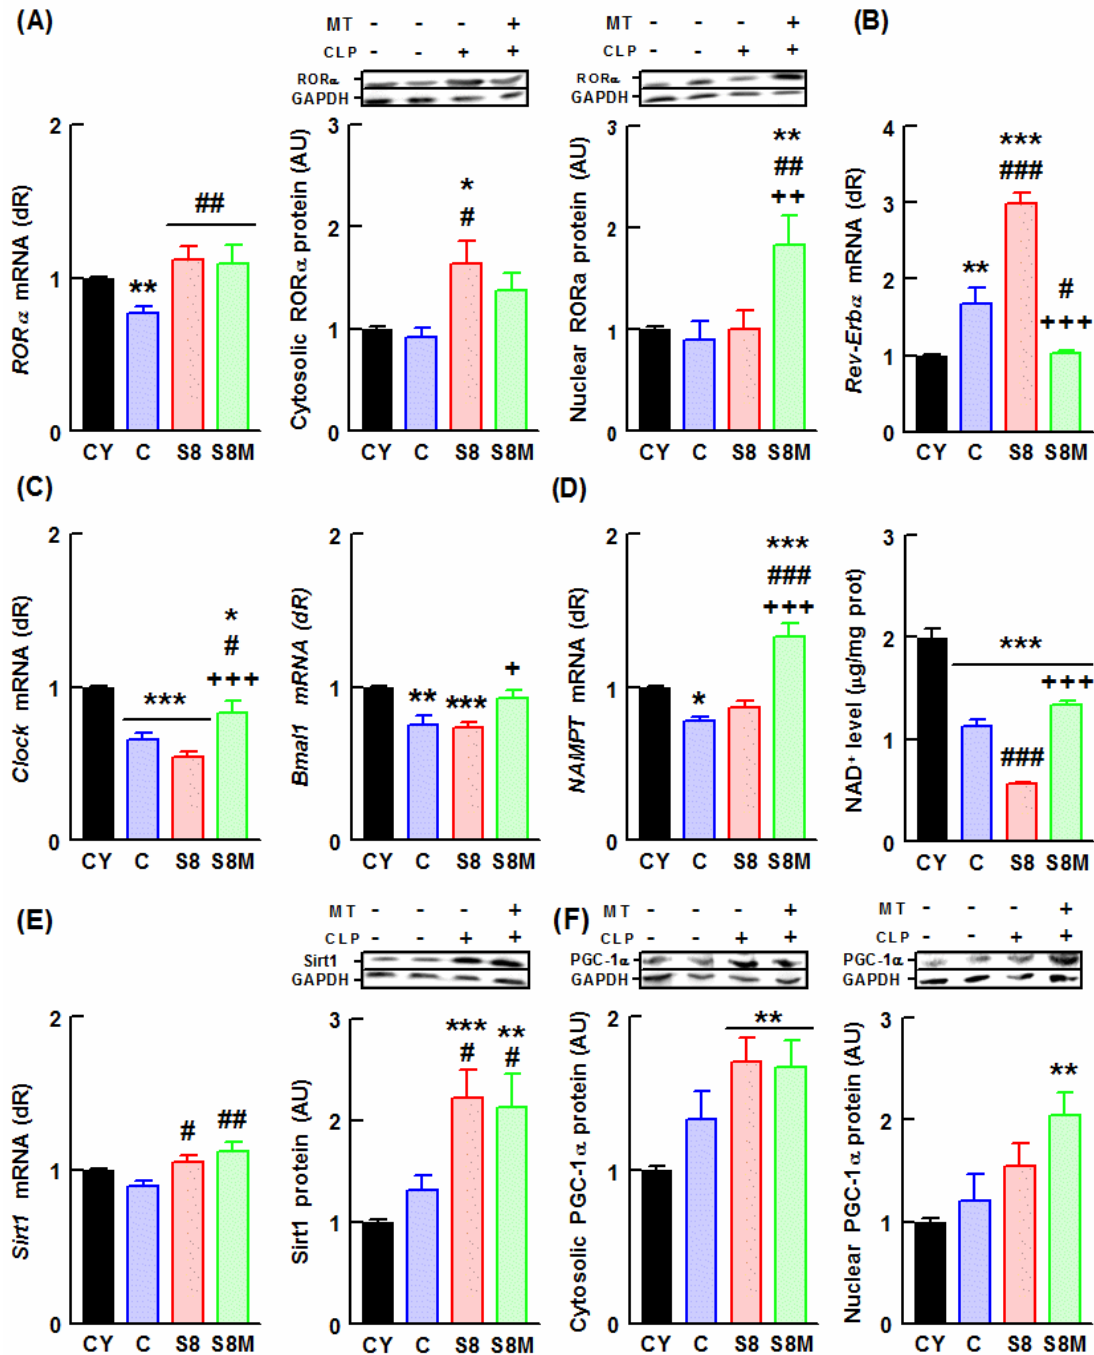 (A)
MT - - - +
CLP - - + +
RORα
GAPDH
MT - - - +
CLP - - + +
RORα
GAPDH
(B)
RORα mRNA (dR)
2
1
0
**
##
CY C S8 S8M
Cytosolic RORα protein (AU)
3
2
1
0
*
#
CY C S8 S8M
Nuclear RORa protein (AU)
3
2
1
0
**
##
++
CY C S8 S8M
Rev-Erbα mRNA (dR)
4
3
2
1
0
**
***
###
#
+++
CY C S8 S8M
(C)
Clock mRNA (dR)
2
1
0
***
*
#
+++
CY C S8 S8M
Bmal1 mRNA (dR)
2
1
0
**
***
+
CY C S8 S8M
(D)
NAMPT mRNA (dR)
2
1
0
*
***
###
+++
CY C S8 S8M
NAD⁺ level (µg/mg prot)
3
2
1
0
***
###
+++
CY C S8 S8M
(E)
Sirt1 mRNA (dR)
2
1
0
#
##
CY C S8 S8M
MT - - - +
CLP - - + +
Sirt1
GAPDH
Sirt1 protein (AU)
3
2
1
0
***
#
**
#
CY C S8 S8M
(F)
MT - - - +
CLP - - + +
PGC-1α
GAPDH
Cytosolic PGC-1α protein (AU)
2
1
0
**
CY C S8 S8M
MT - - - +
CLP - - + +
PGC-1α
GAPDH
Nuclear PGC-1α protein (AU)
3
2
1
0
**
CY C S8 S8M